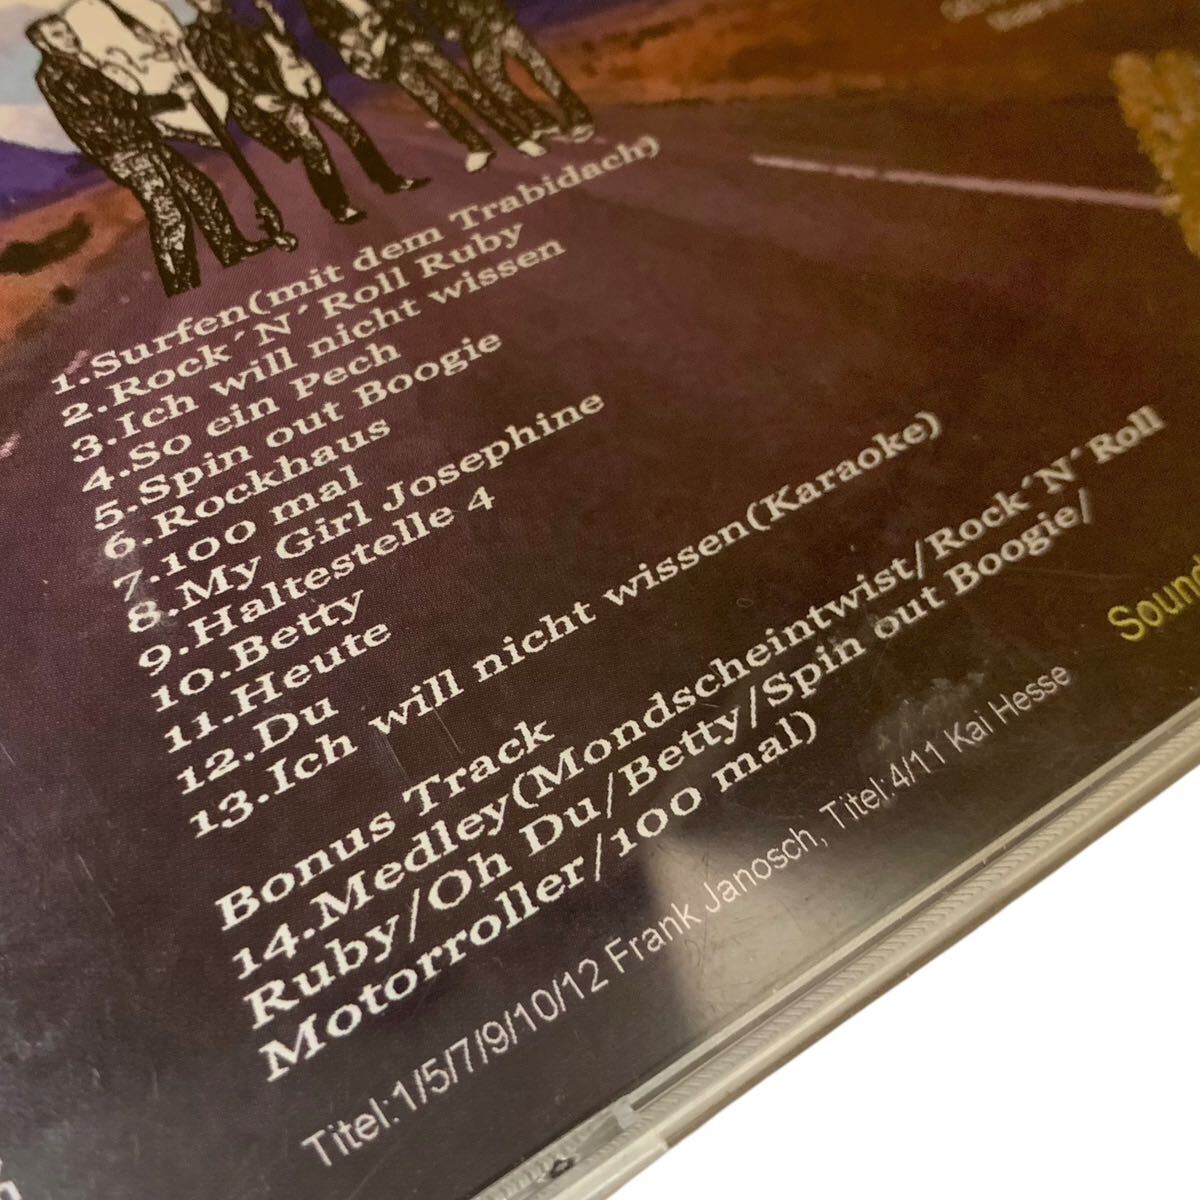 1.Surfen(mit dem Trabidach)
2.Rock´N´Roll Ruby
3.Ich will nicht wissen
4.So ein Pech
5.Spin out Boogie
6.Rockhaus
7.100 mal
8.My Girl Josephine
9.Haltestelle 4
10.Betty
11.Heute
12.Du
13.Ich will nicht wissen(Karaoke)
Bonus Track
14.Medley(Mondscheintwist/Rock´N´Roll
Ruby/Oh Du/Betty/Spin out Boogie/
Motorroller/100 mal)
Titel:1/5/7/9/10/12 Frank Janosch, Titel:4/11 Kai Hesse
Sound